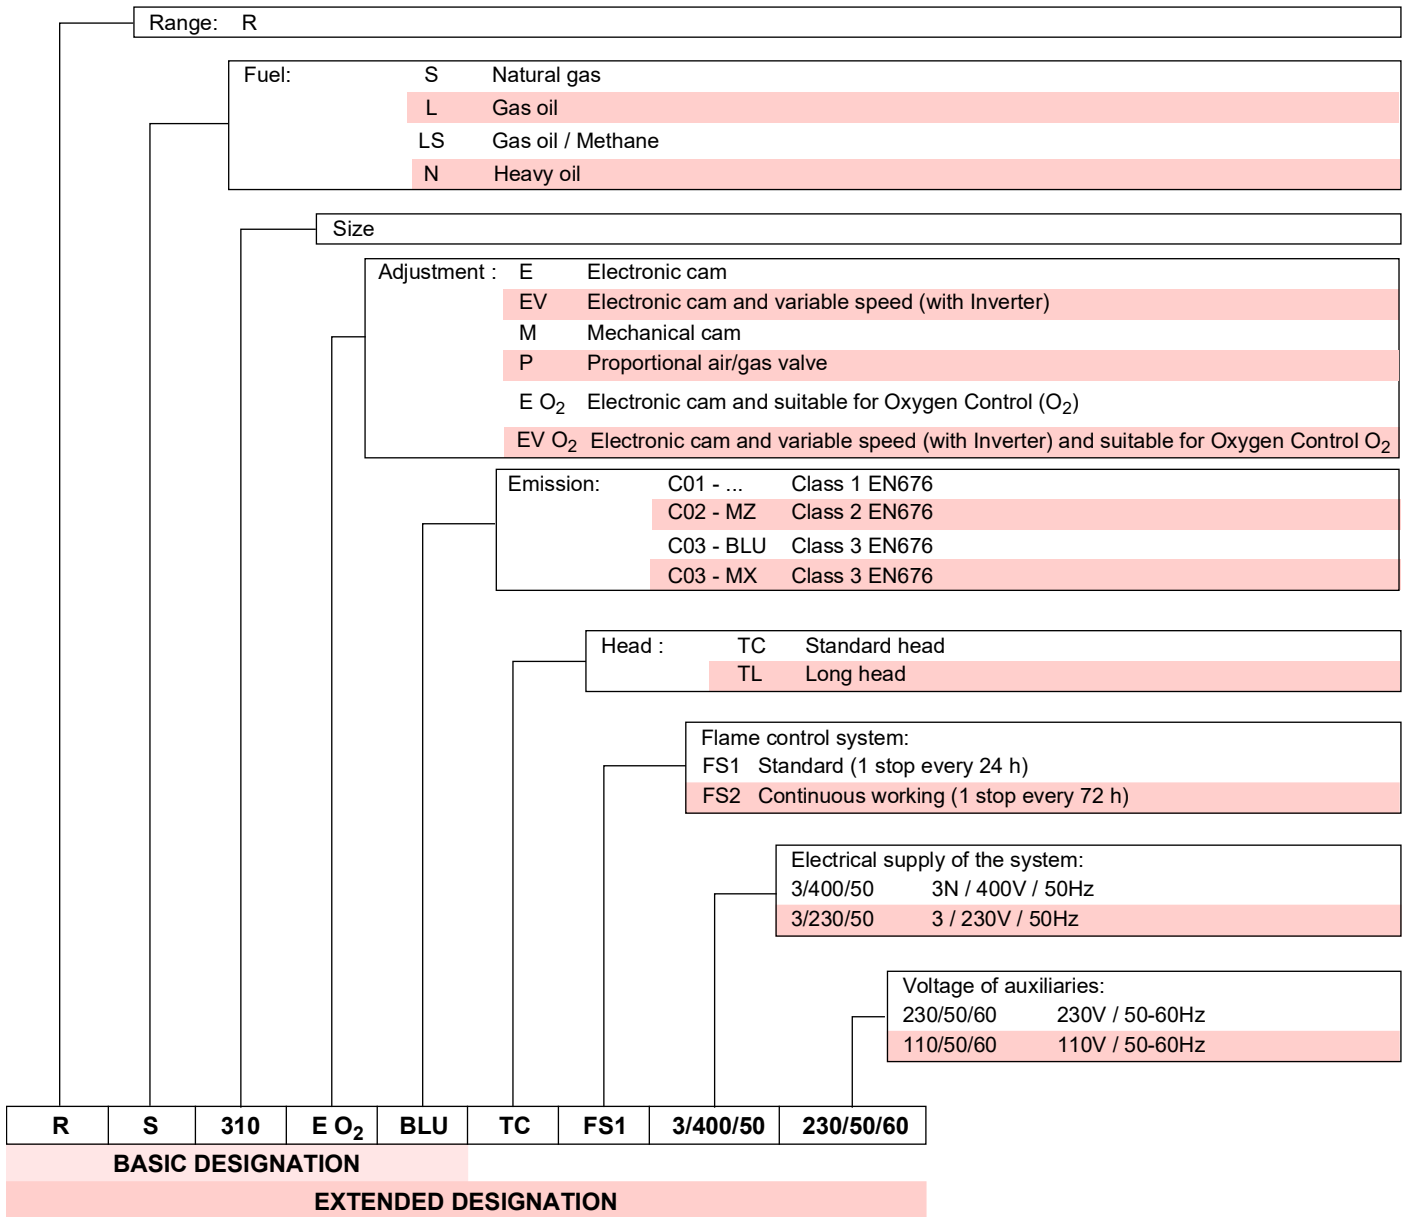 Range: R
Fuel: S Natural gas
L Gas oil
LS Gas oil / Methane
N Heavy oil
Size
Adjustment : E Electronic cam
EV Electronic cam and variable speed (with Inverter)
M Mechanical cam
P Proportional air/gas valve
E O₂ Electronic cam and suitable for Oxygen Control (O₂)
EV O₂ Electronic cam and variable speed (with Inverter) and suitable for Oxygen Control O₂
Emission: C01 - ... Class 1 EN676
C02 - MZ Class 2 EN676
C03 - BLU Class 3 EN676
C03 - MX Class 3 EN676
Head : TC Standard head
TL Long head
Flame control system:
FS1 Standard (1 stop every 24 h)
FS2 Continuous working (1 stop every 72 h)
Electrical supply of the system:
3/400/50 3N / 400V / 50Hz
3/230/50 3 / 230V / 50Hz
Voltage of auxiliaries:
230/50/60 230V / 50-60Hz
110/50/60 110V / 50-60Hz
R S 310 E O₂ BLU TC FS1 3/400/50 230/50/60
BASIC DESIGNATION
EXTENDED DESIGNATION